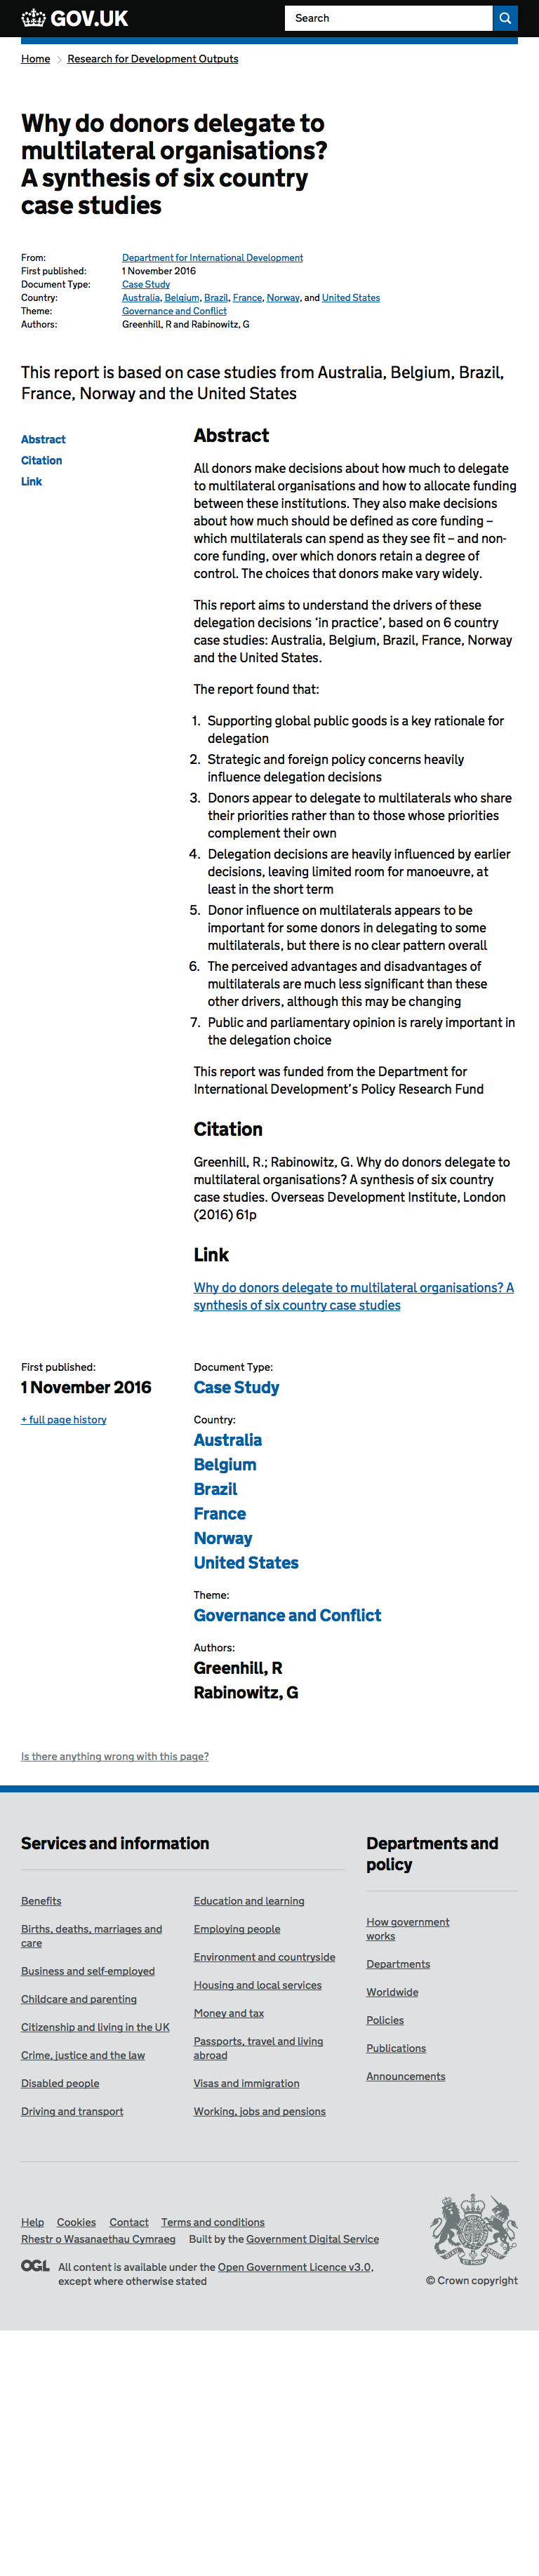 GOV.UK
Search
Home
Research for Development Outputs
Why do donors delegate to
multilateral organisations?
A synthesis of six country
case studies
From: Department for International Development
First published: 1 November 2016
Document Type: Case Study
Country: Australia, Belgium, Brazil, France, Norway, and United States
Theme: Governance and Conflict
Authors: Greenhill, R and Rabinowitz, G
This report is based on case studies from Australia, Belgium, Brazil,
France, Norway and the United States
Abstract
Citation
Link
Abstract
All donors make decisions about how much to delegate
to multilateral organisations and how to allocate funding
between these institutions. They also make decisions
about how much should be defined as core funding –
which multilaterals can spend as they see fit – and non-
core funding, over which donors retain a degree of
control. The choices that donors make vary widely.
This report aims to understand the drivers of these
delegation decisions ‘in practice’, based on 6 country
case studies: Australia, Belgium, Brazil, France, Norway
and the United States.
The report found that:
1. Supporting global public goods is a key rationale for
delegation
2. Strategic and foreign policy concerns heavily
influence delegation decisions
3. Donors appear to delegate to multilaterals who share
their priorities rather than to those whose priorities
complement their own
4. Delegation decisions are heavily influenced by earlier
decisions, leaving limited room for manoeuvre, at
least in the short term
5. Donor influence on multilaterals appears to be
important for some donors in delegating to some
multilaterals, but there is no clear pattern overall
6. The perceived advantages and disadvantages of
multilaterals are much less significant than these
other drivers, although this may be changing
7. Public and parliamentary opinion is rarely important in
the delegation choice
This report was funded from the Department for
International Development’s Policy Research Fund
Citation
Greenhill, R.; Rabinowitz, G. Why do donors delegate to
multilateral organisations? A synthesis of six country
case studies. Overseas Development Institute, London
(2016) 61p
Link
Why do donors delegate to multilateral organisations? A
synthesis of six country case studies
First published:
1 November 2016
+ full page history
Document Type:
Case Study
Country:
Australia
Belgium
Brazil
France
Norway
United States
Theme:
Governance and Conflict
Authors:
Greenhill, R
Rabinowitz, G
Is there anything wrong with this page?
Services and information
Benefits
Births, deaths, marriages and
care
Business and self-employed
Childcare and parenting
Citizenship and living in the UK
Crime, justice and the law
Disabled people
Driving and transport
Education and learning
Employing people
Environment and countryside
Housing and local services
Money and tax
Passports, travel and living
abroad
Visas and immigration
Working, jobs and pensions
Departments and
policy
How government
works
Departments
Worldwide
Policies
Publications
Announcements
Help Cookies Contact Terms and conditions
Rhestr o Wasanaethau Cymraeg Built by the Government Digital Service
OGL All content is available under the Open Government Licence v3.0,
except where otherwise stated
© Crown copyright